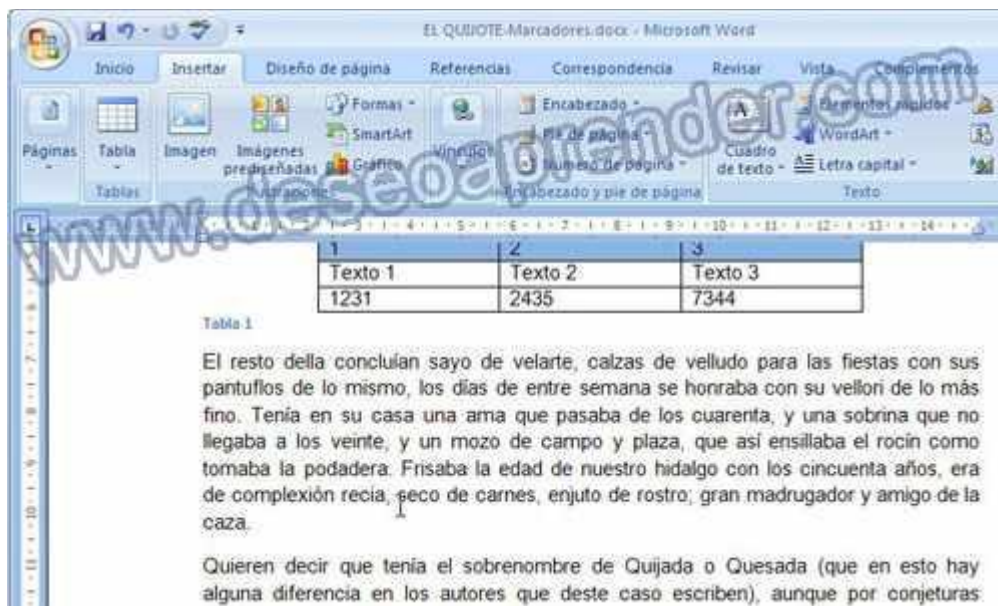 EL QUIJOTE-Marcadores.docx - Microsoft Word
Inicio Insertar Diseño de página Referencias Correspondencia Revisar Vista Complementos
Páginas Tabla Imagen Imágenes prediseñadas Formas SmartArt Gráfico Vínculos Encabezado Pie de página Número de página Cuadro de texto Elementos rápidos WordArt Letra capital
Tablas Ilustraciones Encabezado y pie de página Texto
www.deseoaprender.com
1 2 3
Texto 1 Texto 2 Texto 3
1231 2435 7344
Tabla 1
El resto della concluían sayo de velarte, calzas de velludo para las fiestas con sus
pantuflos de lo mismo, los días de entre semana se honraba con su vellori de lo más
fino. Tenía en su casa una ama que pasaba de los cuarenta, y una sobrina que no
llegaba a los veinte, y un mozo de campo y plaza, que así ensillaba el rocín como
tomaba la podadera. Frisaba la edad de nuestro hidalgo con los cincuenta años, era
de complexión recia, seco de carnes, enjuto de rostro; gran madrugador y amigo de la
caza.
Quieren decir que tenía el sobrenombre de Quijada o Quesada (que en esto hay
alguna diferencia en los autores que deste caso escriben), aunque por conjeturas